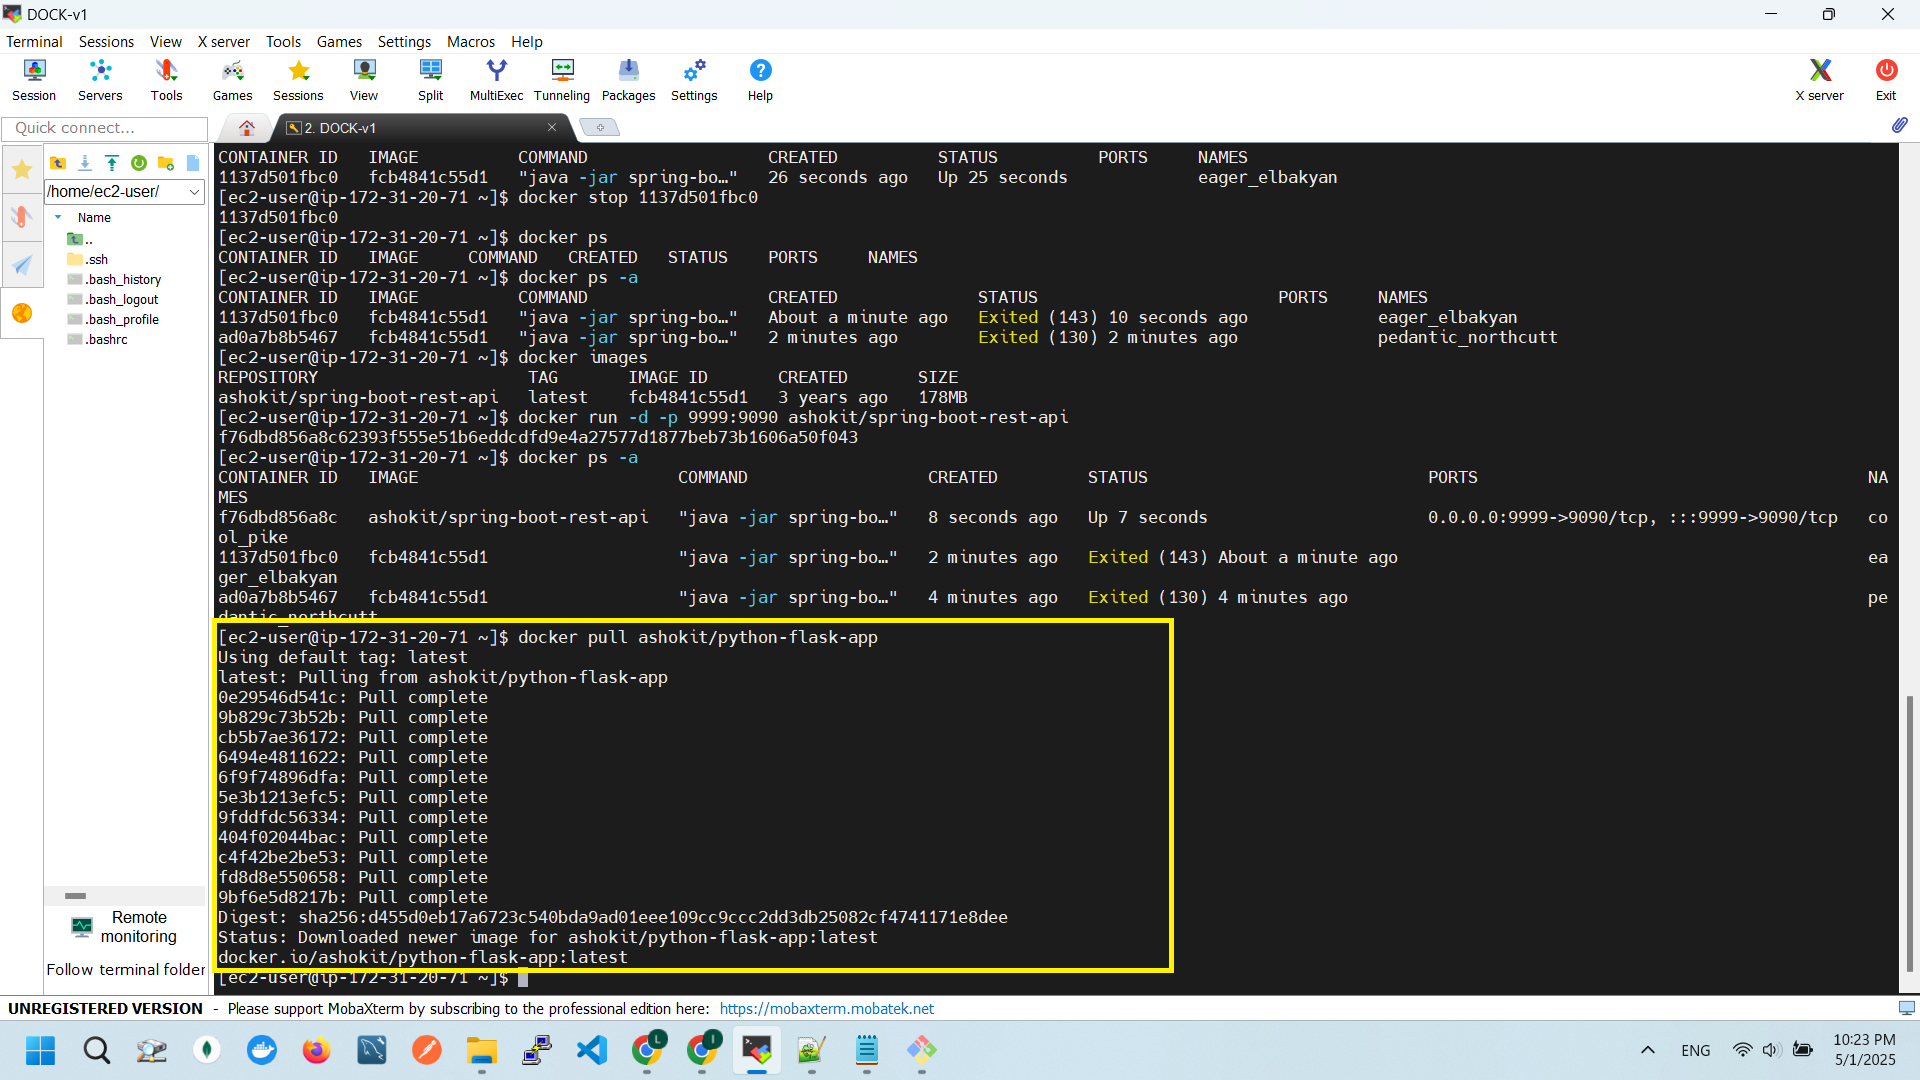 DOCK-v1
Terminal Sessions View X server Tools Games Settings Macros Help
Session Servers Tools Games Sessions View Split MultiExec Tunneling Packages Settings Help X server Exit
Quick connect...
2. DOCK-v1
/home/ec2-user/
Name
..
.ssh
.bash_history
.bash_logout
.bash_profile
.bashrc
Remote monitoring
Follow terminal folder
CONTAINER ID IMAGE COMMAND CREATED STATUS PORTS NAMES
1137d501fbc0 fcb4841c55d1 "java -jar spring-bo…" 26 seconds ago Up 25 seconds eager_elbakyan
[ec2-user@ip-172-31-20-71 ~]$ docker stop 1137d501fbc0
1137d501fbc0
[ec2-user@ip-172-31-20-71 ~]$ docker ps
CONTAINER ID IMAGE COMMAND CREATED STATUS PORTS NAMES
[ec2-user@ip-172-31-20-71 ~]$ docker ps -a
CONTAINER ID IMAGE COMMAND CREATED STATUS PORTS NAMES
1137d501fbc0 fcb4841c55d1 "java -jar spring-bo…" About a minute ago Exited (143) 10 seconds ago eager_elbakyan
ad0a7b8b5467 fcb4841c55d1 "java -jar spring-bo…" 2 minutes ago Exited (130) 2 minutes ago pedantic_northcutt
[ec2-user@ip-172-31-20-71 ~]$ docker images
REPOSITORY TAG IMAGE ID CREATED SIZE
ashokit/spring-boot-rest-api latest fcb4841c55d1 3 years ago 178MB
[ec2-user@ip-172-31-20-71 ~]$ docker run -d -p 9999:9090 ashokit/spring-boot-rest-api
f76dbd856a8c62393f555e51b6eddcdfd9e4a27577d1877beb73b1606a50f043
[ec2-user@ip-172-31-20-71 ~]$ docker ps -a
CONTAINER ID IMAGE COMMAND CREATED STATUS PORTS NA
MES
f76dbd856a8c ashokit/spring-boot-rest-api "java -jar spring-bo…" 8 seconds ago Up 7 seconds 0.0.0.0:9999->9090/tcp, :::9999->9090/tcp co
ol_pike
1137d501fbc0 fcb4841c55d1 "java -jar spring-bo…" 2 minutes ago Exited (143) About a minute ago ea
ger_elbakyan
ad0a7b8b5467 fcb4841c55d1 "java -jar spring-bo…" 4 minutes ago Exited (130) 4 minutes ago pe
dantic_northcutt
[ec2-user@ip-172-31-20-71 ~]$ docker pull ashokit/python-flask-app
Using default tag: latest
latest: Pulling from ashokit/python-flask-app
0e29546d541c: Pull complete
9b829c73b52b: Pull complete
cb5b7ae36172: Pull complete
6494e4811622: Pull complete
6f9f74896dfa: Pull complete
5e3b1213efc5: Pull complete
9fddfdc56334: Pull complete
404f02044bac: Pull complete
c4f42be2be53: Pull complete
fd8d8e550658: Pull complete
9bf6e5d8217b: Pull complete
Digest: sha256:d455d0eb17a6723c540bda9ad01eee109cc9ccc2dd3db25082cf4741171e8dee
Status: Downloaded newer image for ashokit/python-flask-app:latest
docker.io/ashokit/python-flask-app:latest
[ec2-user@ip-172-31-20-71 ~]$
UNREGISTERED VERSION - Please support MobaXterm by subscribing to the professional edition here: https://mobaxterm.mobatek.net
L
I
ENG
10:23 PM
5/1/2025